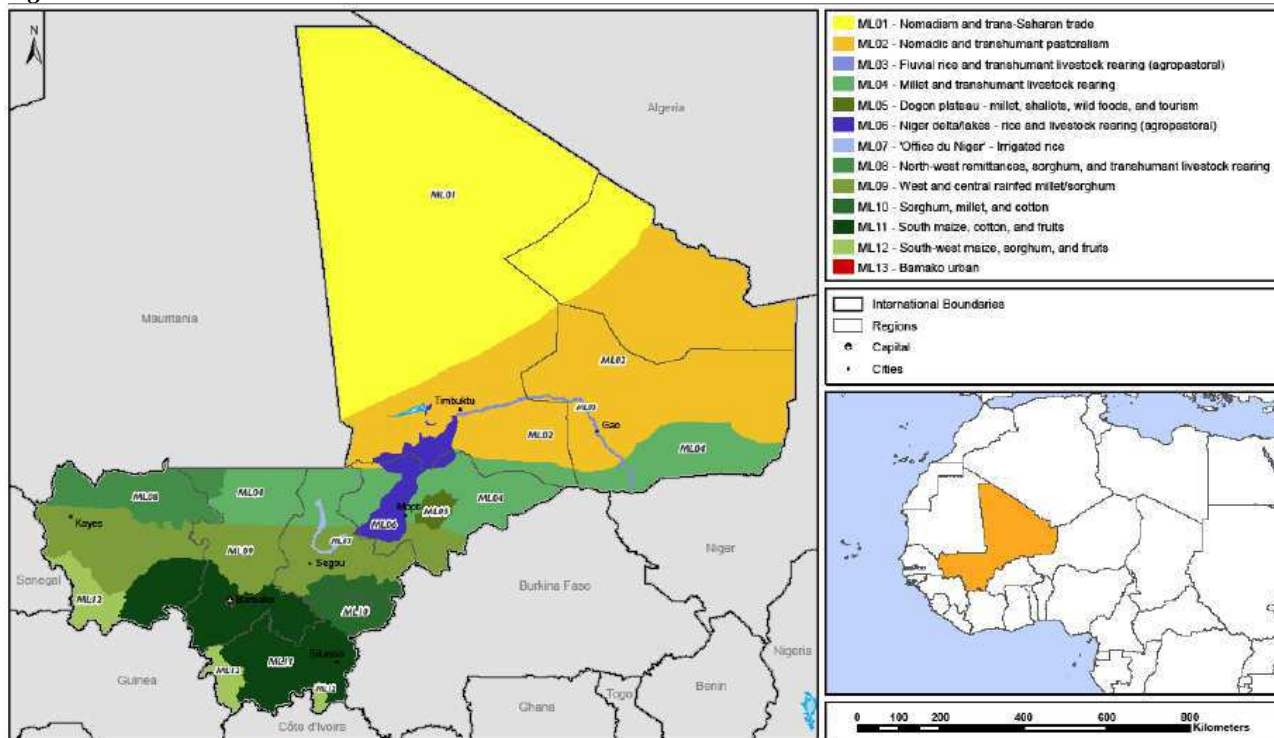 N
Algeria
Mauritania
Senegal
Guinea
Côte d'Ivoire
Ghana
Togo
Benin
Nigeria
Niger
Burkina Faso
ML01
ML02
ML03
Timbuktu
Gao
ML02
ML04
ML08
ML04
ML04
ML05
ML06
Kayes
ML09
Segou
ML12
ML10
ML11
ML12
ML12
ML01 - Nomadism and trans-Saharan trade
ML02 - Nomadic and transhumant pastoralism
ML03 - Fluvial rice and transhumant livestock rearing (agropastoral)
ML04 - Millet and transhumant livestock rearing
ML05 - Dogon plateau - millet, shallots, wild foods, and tourism
ML06 - Niger delta/lakes - rice and livestock rearing (agropastoral)
ML07 - 'Office du Niger' - Irrigated rice
ML08 - North-west remittances, sorghum, and transhumant livestock rearing
ML09 - West and central rainfed millet/sorghum
ML10 - Sorghum, millet, and cotton
ML11 - South maize, cotton, and fruits
ML12 - South-west maize, sorghum, and fruits
ML13 - Bamako urban
International Boundaries
Regions
Capital
Cities
0 100 200 400 600 800
Kilometers